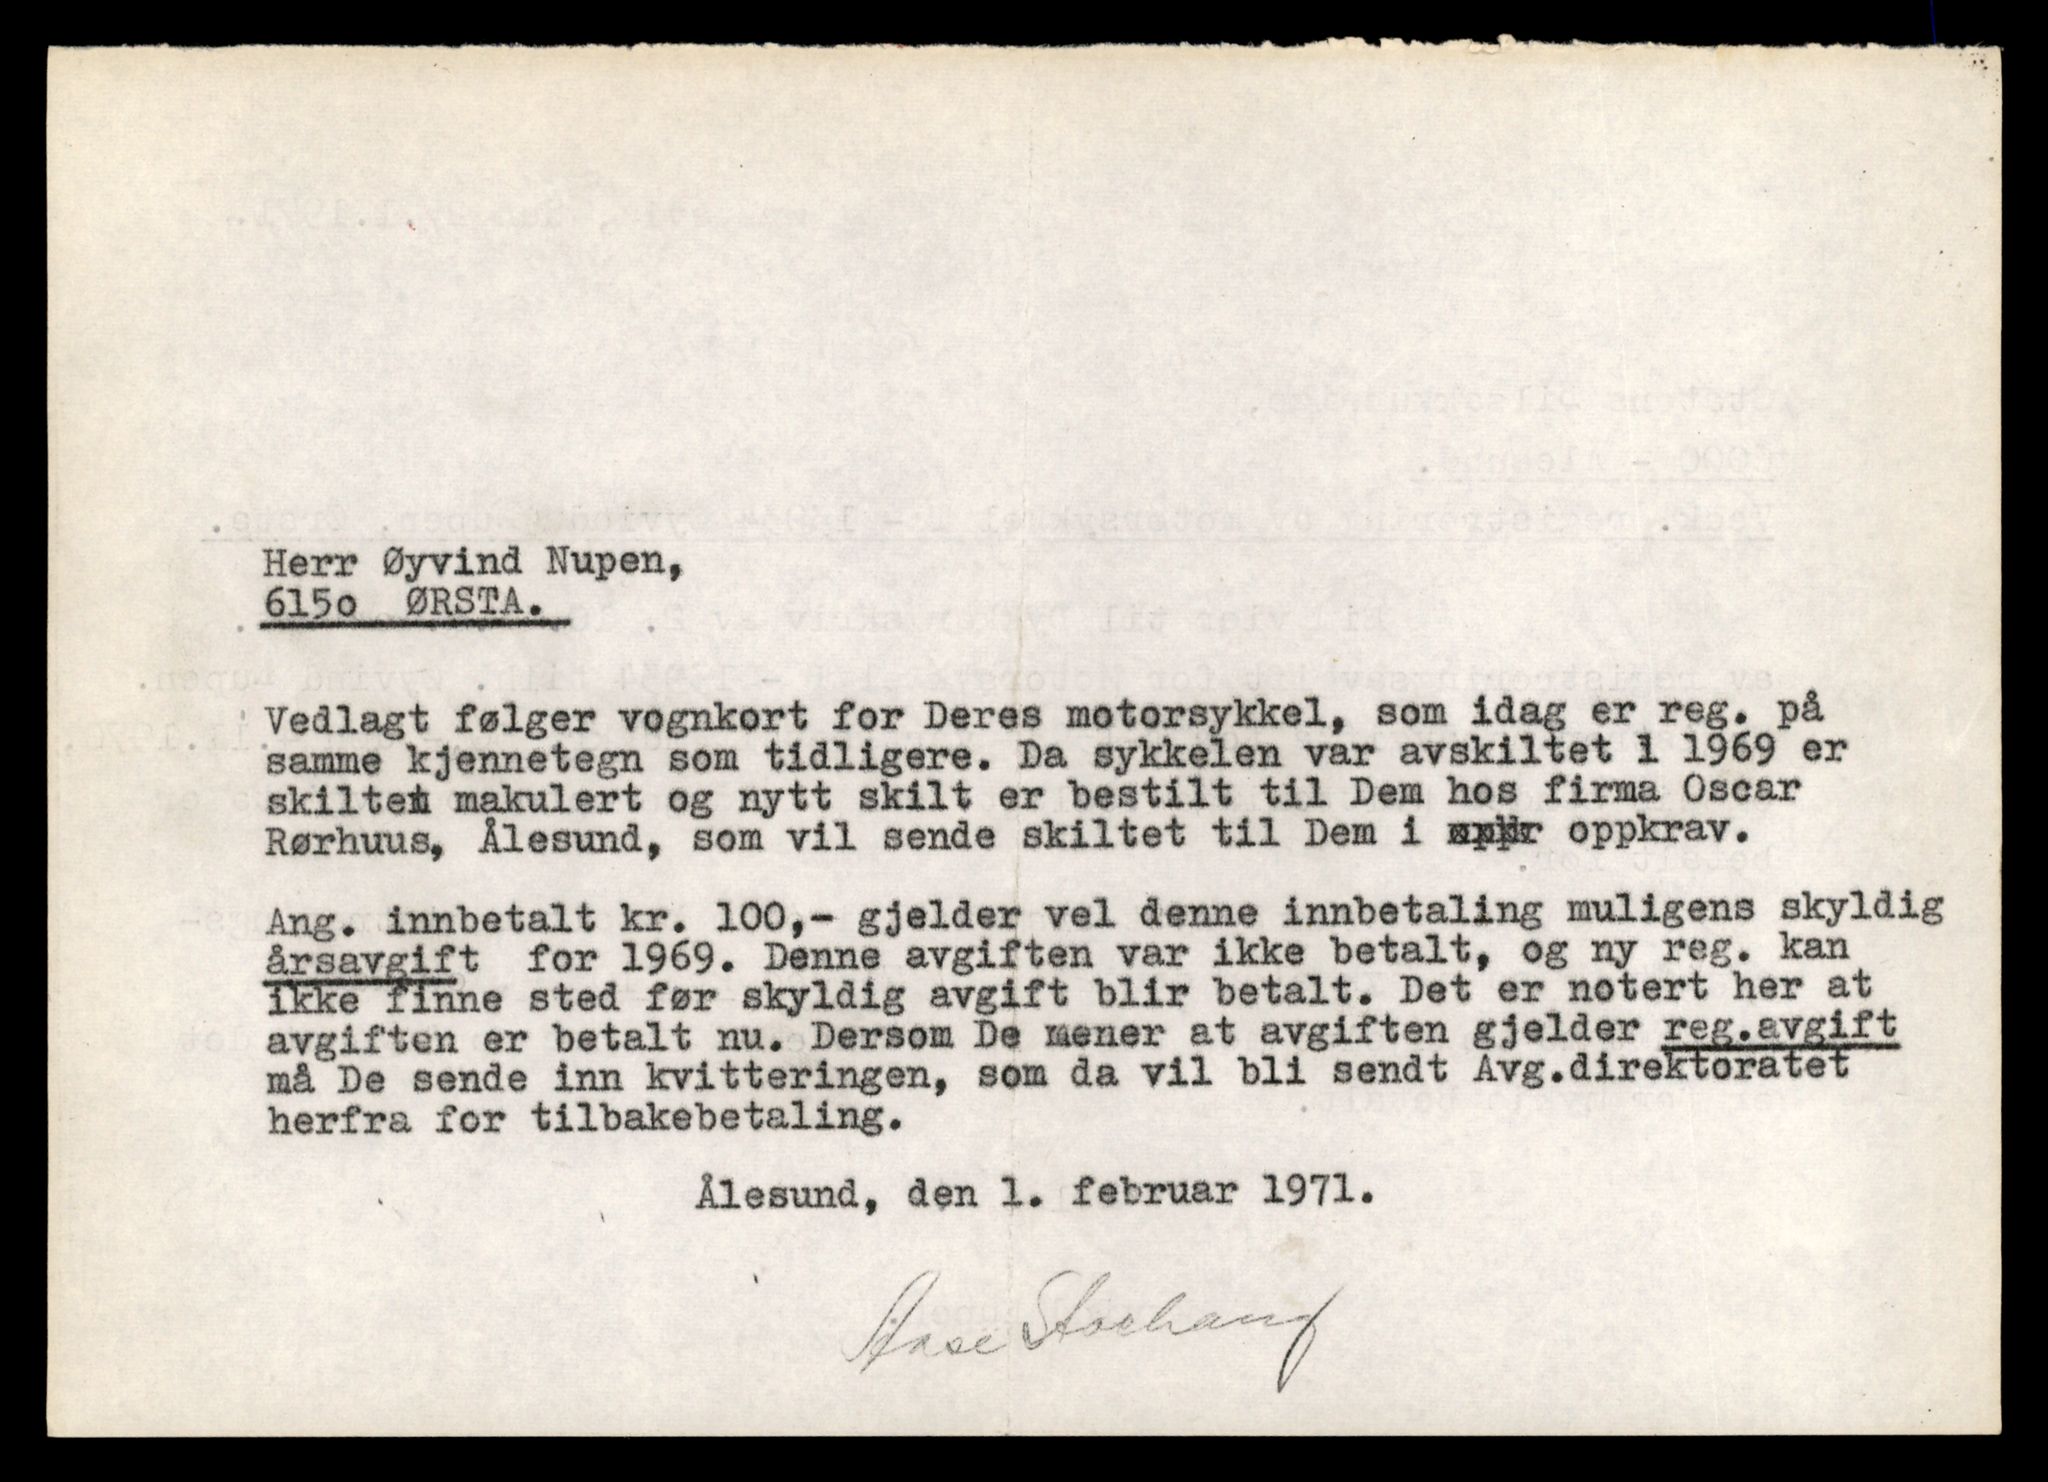 Herr Øyvind Nupen,
6150 ØRSTA.
Vedlagt følger vognkort for Deres motorsykkel, som idag er reg. på
samme kjennetegn som tidligere. Da sykkelen var avskiltet i 1969 er
skiltet makulert og nytt skilt er bestilt til Dem hos firma Oscar
Rørhuus, Ålesund, som vil sende skiltet til Dem i oppkrav.
Ang. innbetalt kr. 100,- gjelder vel denne innbetaling muligens skyldig
årsavgift for 1969. Denne avgiften var ikke betalt, og ny reg. kan
ikke finne sted før skyldig avgift blir betalt. Det er notert her at
avgiften er betalt nu. Dersom De mener at avgiften gjelder reg.avgift
må De sende inn kvitteringen, som da vil bli sendt Avg.direktoratet
herfra for tilbakebetaling.
Ålesund, den 1. februar 1971.
Aase